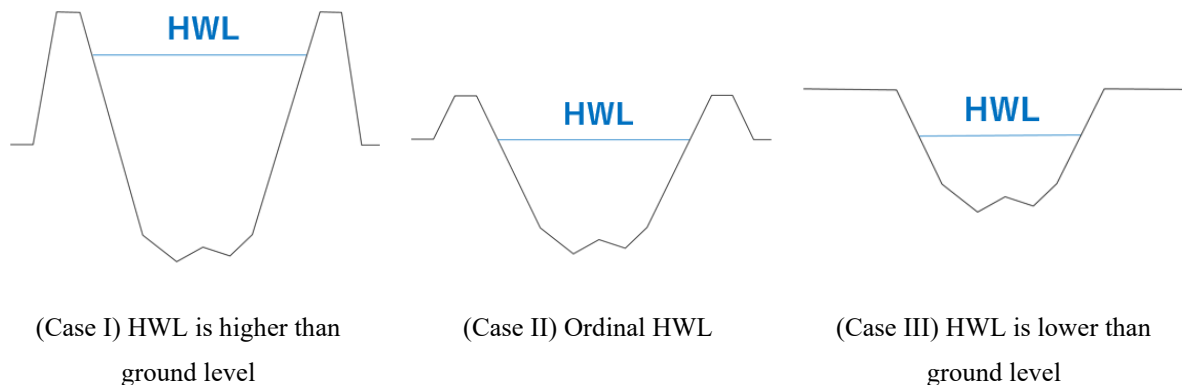 HWL
HWL
HWL
(Case I) HWL is higher than
ground level
(Case II) Ordinal HWL
(Case III) HWL is lower than
ground level